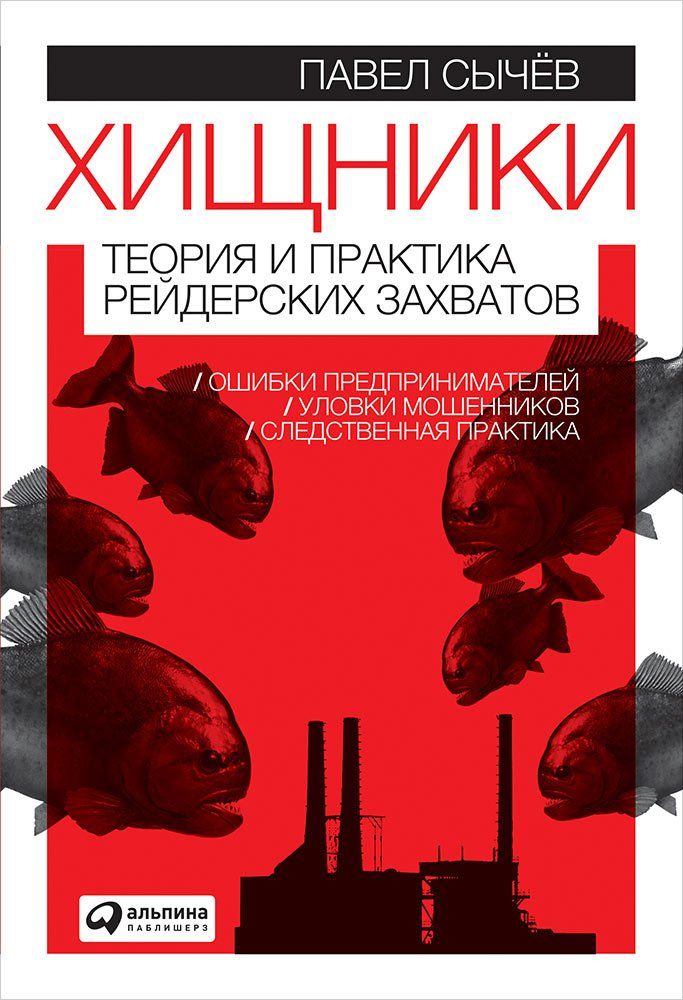 ПАВЕЛ СЫЧЁВ
ХИЩНИКИ
ТЕОРИЯ И ПРАКТИКА
РЕЙДЕРСКИХ ЗАХВАТОВ
/ ОШИБКИ ПРЕДПРИНИМАТЕЛЕЙ
/ УЛОВКИ МОШЕННИКОВ
/ СЛЕДСТВЕННАЯ ПРАКТИКА
альпина
ПАБЛИШЕРЗ